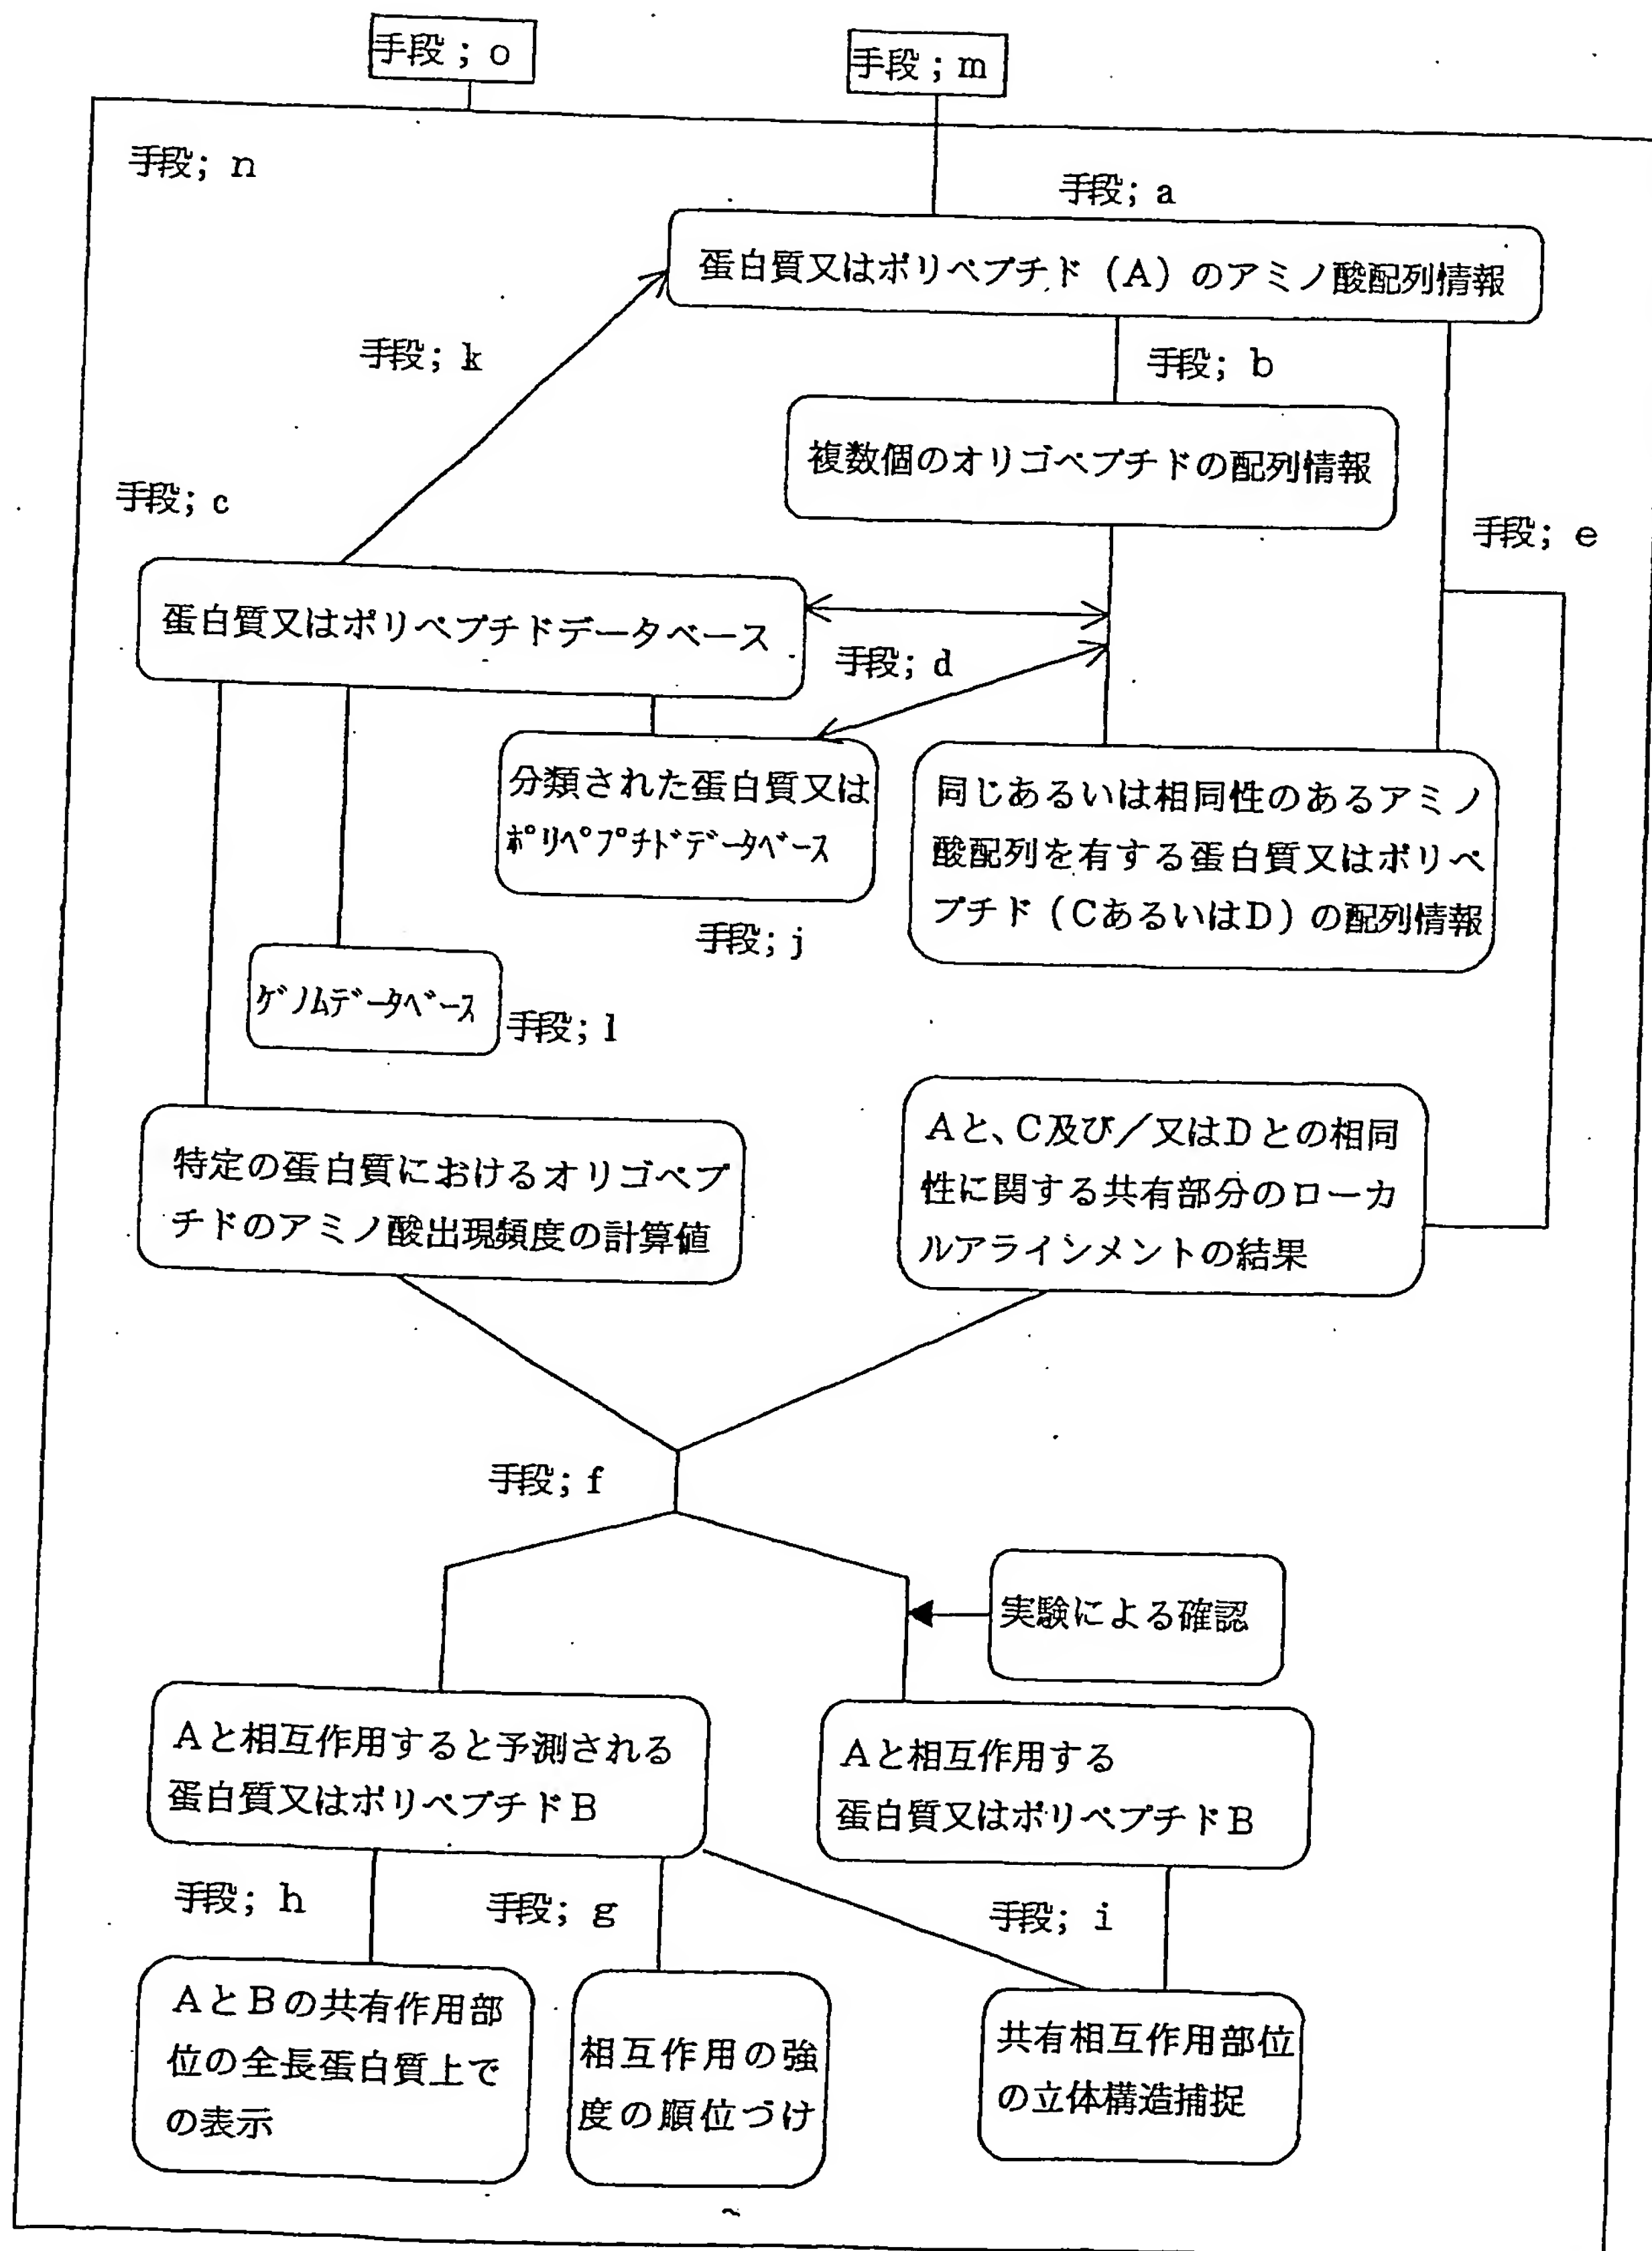 手段；o
手段；m
手段；n
手段；a
蛋白質又はポリペプチド（A）のアミノ酸配列情報
手段；k
手段；b
複数個のオリゴペプチドの配列情報
手段；c
手段；e
蛋白質又はポリペプチドデータベース
手段；d
分類された蛋白質又は
ﾎﾟﾘﾍﾟﾌﾟﾁﾄﾞﾃﾞｰﾀﾍﾞｰｽ
手段；j
同じあるいは相同性のあるアミノ
酸配列を有する蛋白質又はポリペ
プチド（CあるいはD）の配列情報
ｹﾞﾉﾑﾃﾞｰﾀﾍﾞｰｽ
手段；l
特定の蛋白質におけるオリゴペプ
チドのアミノ酸出現頻度の計算値
Aと、C及び／又はDとの相同
性に関する共有部分のローカ
ルアラインメントの結果
手段；f
実験による確認
Aと相互作用すると予測される
蛋白質又はポリペプチドB
Aと相互作用する
蛋白質又はポリペプチドB
手段；h
手段；g
手段；i
AとBの共有作用部
位の全長蛋白質上で
の表示
相互作用の強
度の順位づけ
共有相互作用部位
の立体構造捕捉